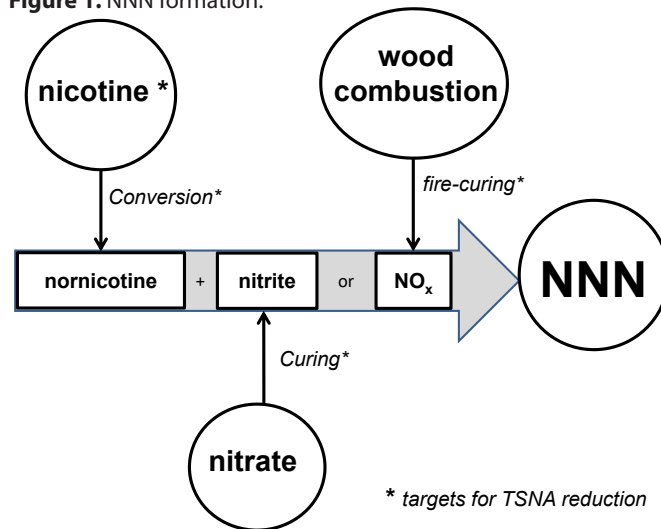 Figure 1. NNN formation.
nicotine *
wood
combustion
Conversion*
fire-curing*
nornicotine
+
nitrite
or
NOx
NNN
Curing*
nitrate
* targets for TSNA reduction